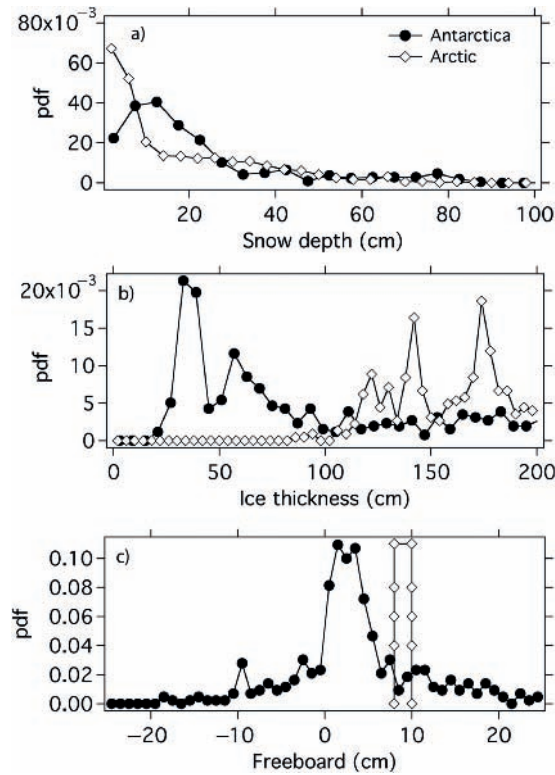 80x10⁻³
60
40
20
0
pdf
a)
Antarctica
Arctic
20 40 60 80 100
Snow depth (cm)
20x10⁻³
15
10
5
0
pdf
b)
0 50 100 150 200
Ice thickness (cm)
0.10
0.08
0.06
0.04
0.02
0.00
pdf
c)
−20 −10 0 10 20
Freeboard (cm)